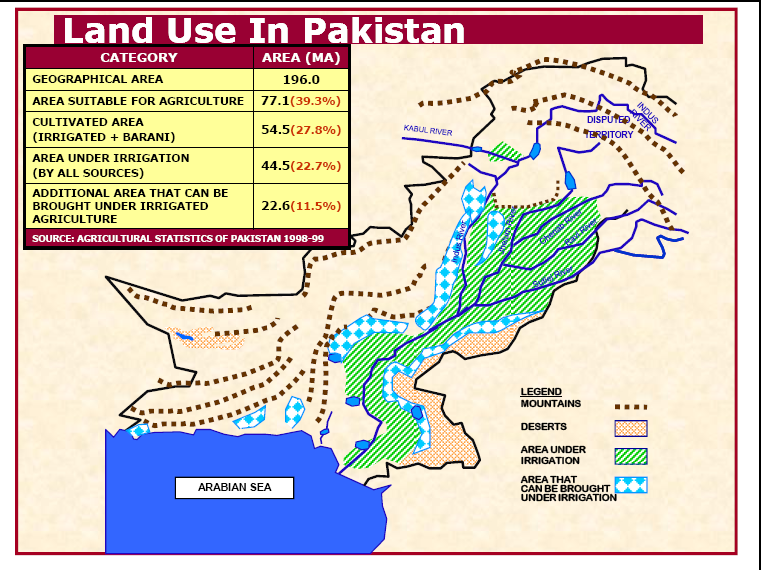 Land Use In Pakistan
CATEGORY AREA (MA)
GEOGRAPHICAL AREA 196.0
AREA SUITABLE FOR AGRICULTURE 77.1(39.3%)
CULTIVATED AREA
(IRRIGATED + BARANI) 54.5(27.8%)
AREA UNDER IRRIGATION
(BY ALL SOURCES) 44.5(22.7%)
ADDITIONAL AREA THAT CAN BE
BROUGHT UNDER IRRIGATED
AGRICULTURE 22.6(11.5%)
SOURCE: AGRICULTURAL STATISTICS OF PAKISTAN 1998-99
KABUL RIVER
INDUS
RIVER
DISPUTED
TERRITORY
Indus River
Jhelum River
Chenab River
Ravi River
Sutlej River
ARABIAN SEA
LEGEND
MOUNTAINS
DESERTS
AREA UNDER
IRRIGATION
AREA THAT
CAN BE BROUGHT
UNDER IRRIGATION